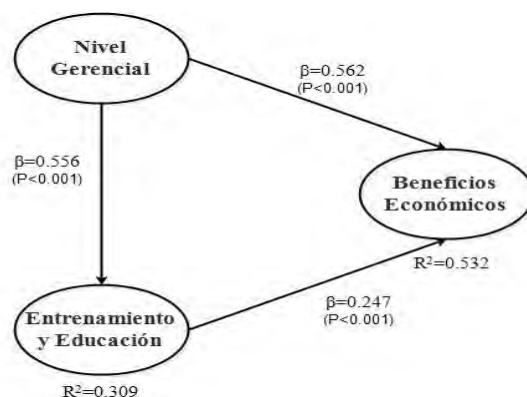 Nivel
Gerencial
β=0.562
(P<0.001)
β=0.556
(P<0.001)
Beneficios
Económicos
R²=0.532
Entrenamiento
y Educación
β=0.247
(P<0.001)
R²=0.309